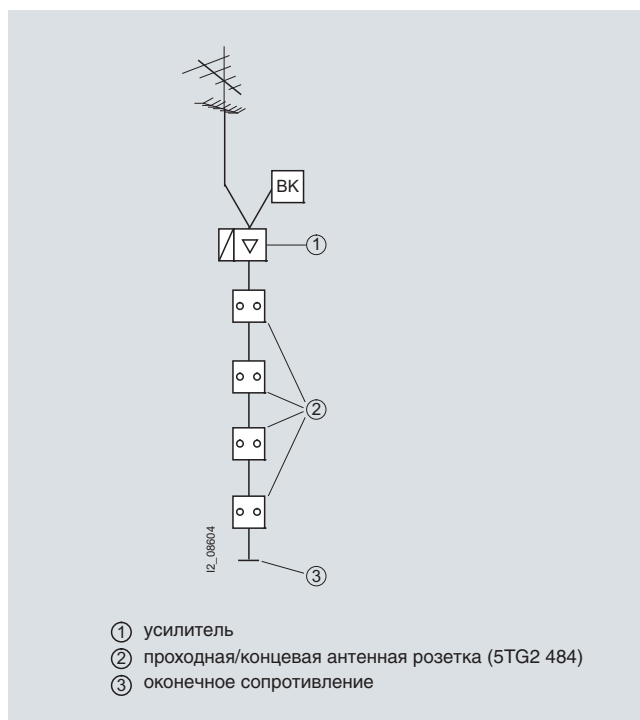 BK
1
2
I2_08604
3
1 усилитель
2 проходная/концевая антенная розетка (5TG2 484)
3 оконечное сопротивление